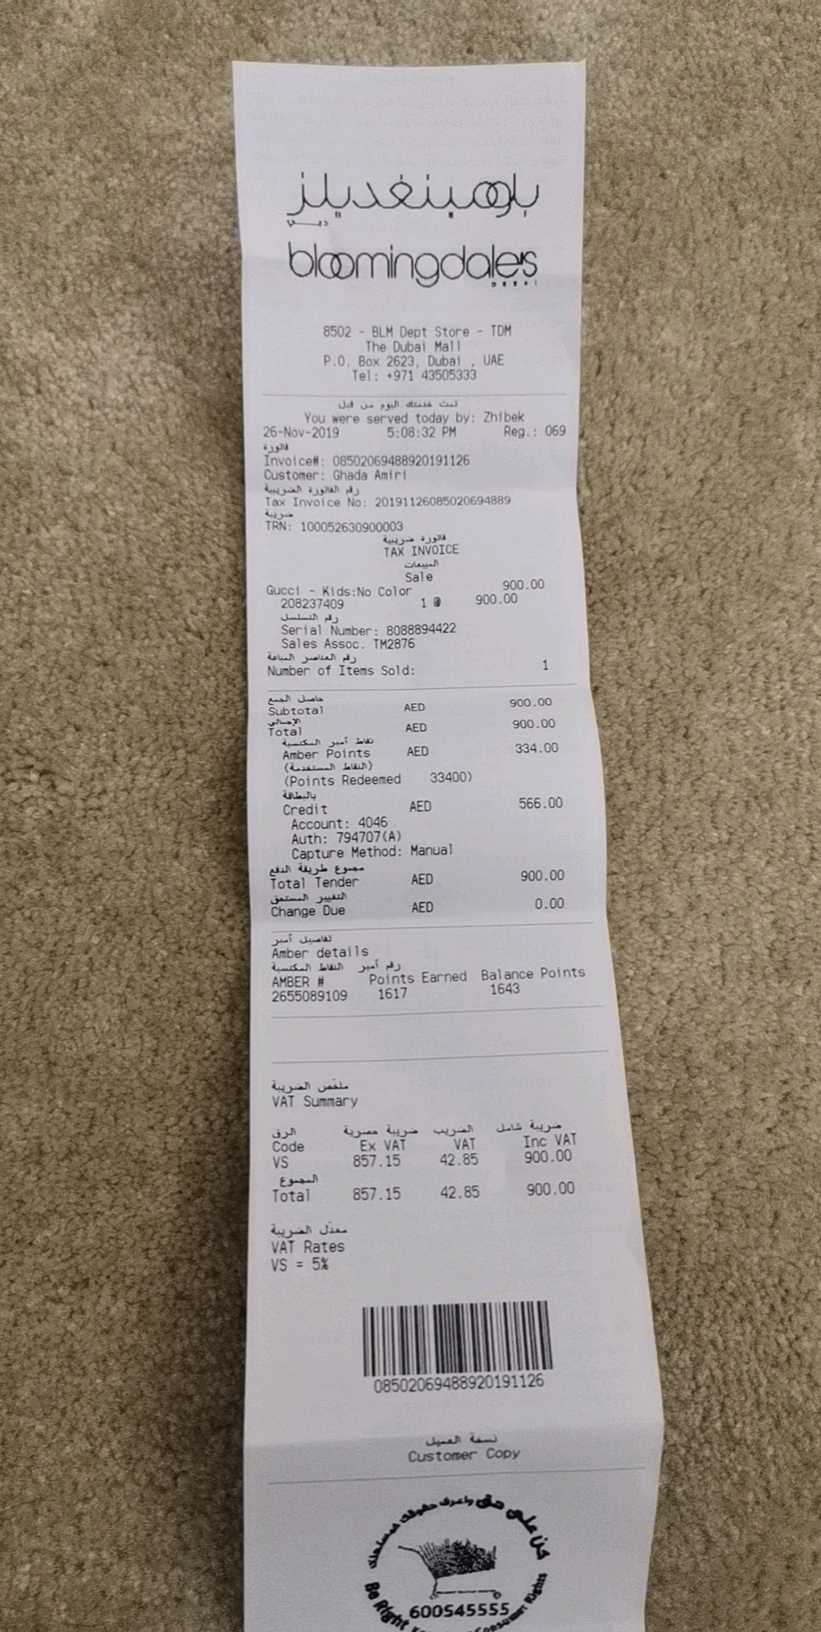 بلومينغديلز
دبي
bloomingdale's
DUBAI
8502 - BLM Dept Store - TDM
The Dubai Mall
P.O. Box 2623, Dubai , UAE
Tel: +971 43505333
تمت خدمتك اليوم من قبل
You were served today by: Zhibek
26-Nov-2019 5:08:32 PM Reg.: 069
فاتورة
Invoice#: 08502069488920191126
Customer: Ghada Amiri
رقم الفاتورة الضريبية
Tax Invoice No: 20191126085020694889
ضريبة
TRN: 100052630900003
فاتورة ضريبية
TAX INVOICE
المبيعات
Sale
Gucci - Kids:No Color 900.00
208237409 1 @ 900.00
رقم التسلسل
Serial Number: 8088894422
Sales Assoc. TM2876
رقم العناصر المباعة
Number of Items Sold: 1
حاصل الجمع
Subtotal AED 900.00
الإجمالي
Total AED 900.00
نقاط أمبر المكتسبة
Amber Points AED 334.00
(النقاط المستخدمة)
(Points Redeemed 33400)
بالبطاقة
Credit AED 566.00
Account: 4046
Auth: 794707(A)
Capture Method: Manual
مجموع طريقة الدفع
Total Tender AED 900.00
التغيير المستحق
Change Due AED 0.00
تفاصيل أمبر
Amber details
رقم أمبر النقاط المكتسبة
AMBER # Points Earned Balance Points
2655089109 1617 1643
ملخص الضريبة
VAT Summary
الرق ضريبة حصرية الضريب ضريبة شامل
Code Ex VAT VAT Inc VAT
VS 857.15 42.85 900.00
المجموع
Total 857.15 42.85 900.00
معدّل الضريبة
VAT Rates
VS = 5%
08502069488920191126
نسخة العميل
Customer Copy
كن على حق واعرف حقوقك كمستهلك
600545555
Be Right Consumer Rights